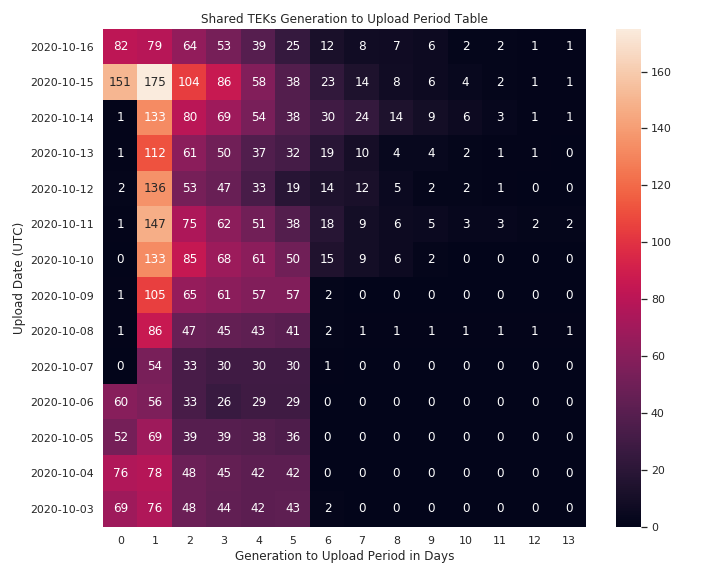 Shared TEKs Generation to Upload Period Table
Upload Date (UTC)
2020-10-16 82 79 64 53 39 25 12 8 7 6 2 2 1 1
2020-10-15 151 175 104 86 58 38 23 14 8 6 4 2 1 1
2020-10-14 1 133 80 69 54 38 30 24 14 9 6 3 1 1
2020-10-13 1 112 61 50 37 32 19 10 4 4 2 1 1 0
2020-10-12 2 136 53 47 33 19 14 12 5 2 2 1 0 0
2020-10-11 1 147 75 62 51 38 18 9 6 5 3 3 2 2
2020-10-10 0 133 85 68 61 50 15 9 6 2 0 0 0 0
2020-10-09 1 105 65 61 57 57 2 0 0 0 0 0 0 0
2020-10-08 1 86 47 45 43 41 2 1 1 1 1 1 1 1
2020-10-07 0 54 33 30 30 30 1 0 0 0 0 0 0 0
2020-10-06 60 56 33 26 29 29 0 0 0 0 0 0 0 0
2020-10-05 52 69 39 39 38 36 0 0 0 0 0 0 0 0
2020-10-04 76 78 48 45 42 42 0 0 0 0 0 0 0 0
2020-10-03 69 76 48 44 42 43 2 0 0 0 0 0 0 0
0 1 2 3 4 5 6 7 8 9 10 11 12 13
Generation to Upload Period in Days
160
140
120
100
80
60
40
20
0